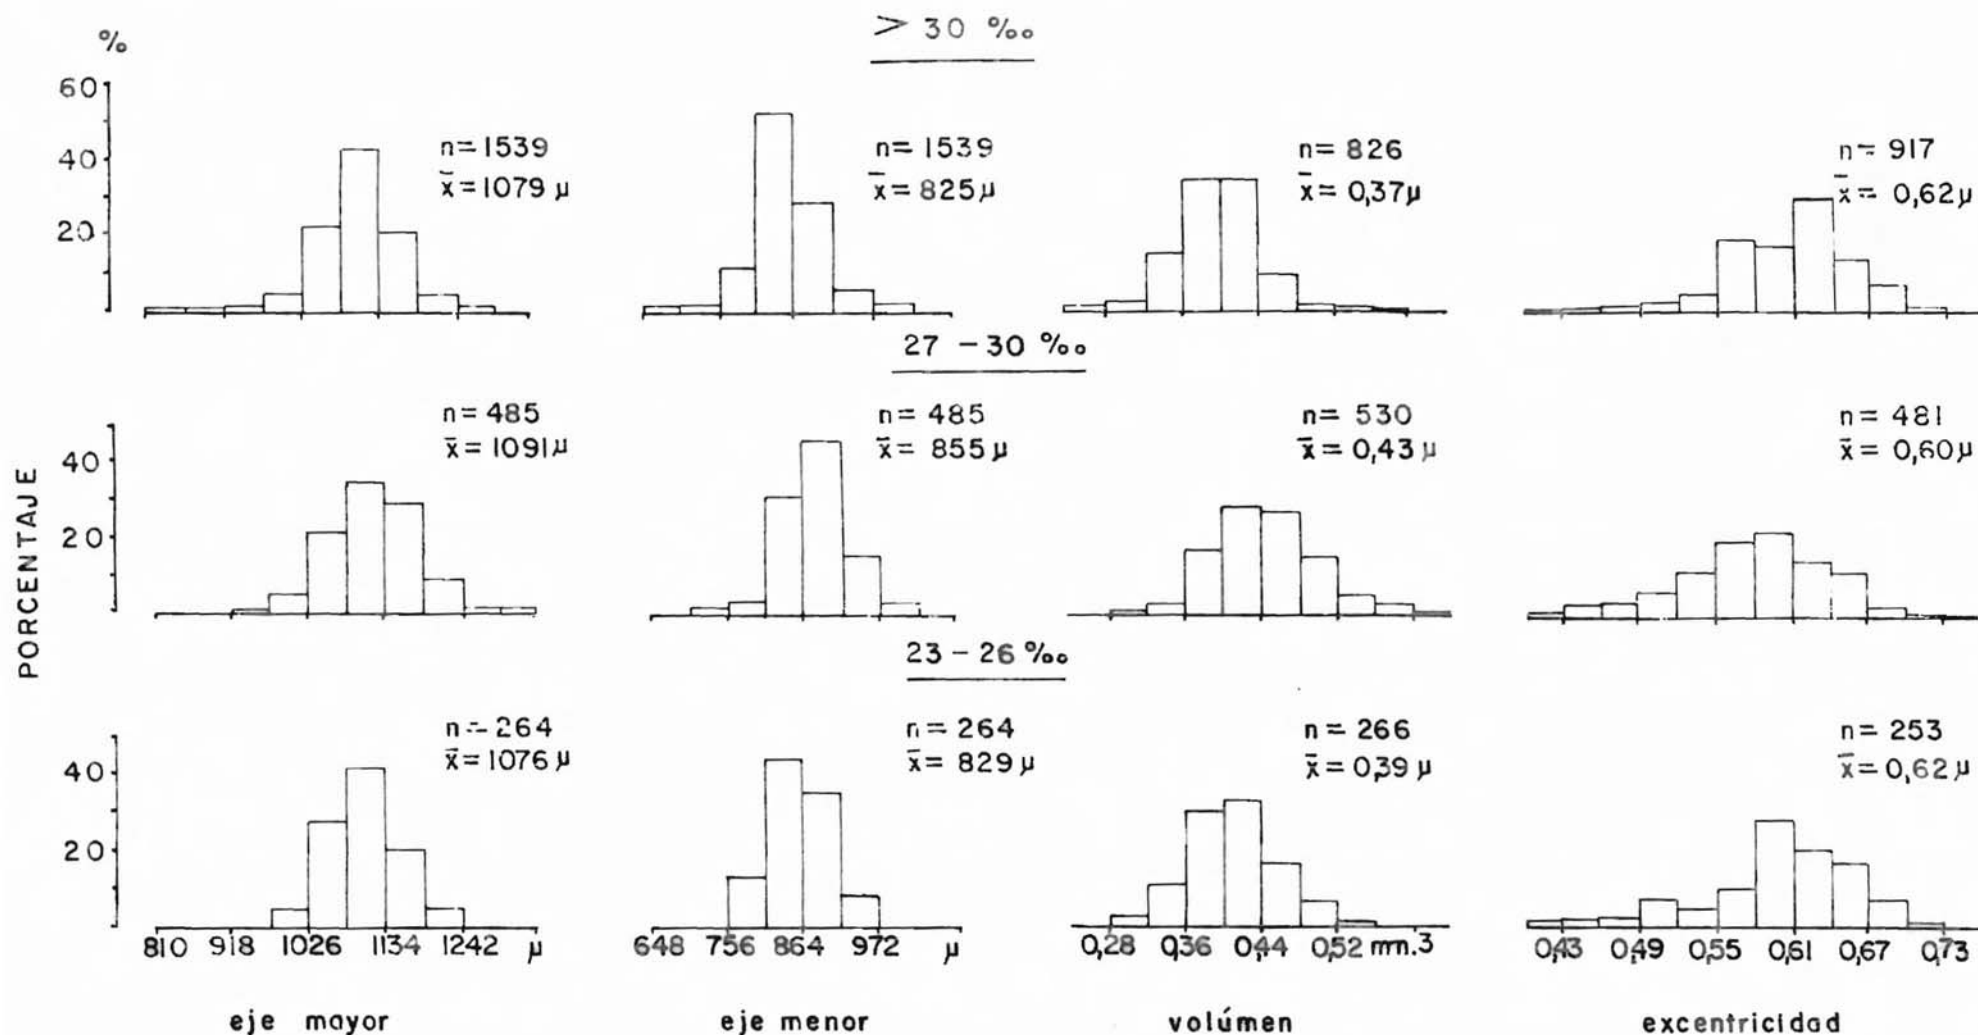 > 30 ‰
%
60
40
20
n= 1539
x̄ = 1079 µ
n= 1539
x̄ = 825 µ
n= 826
x̄ = 0,37 µ
n= 917
x̄ = 0,62 µ
27 - 30 ‰
PORCENTAJE
40
20
n= 485
x̄ = 1091 µ
n= 485
x̄ = 855 µ
n= 530
x̄ = 0,43 µ
n= 481
x̄ = 0,60 µ
23 - 26 ‰
40
20
n= 264
x̄ = 1076 µ
n= 264
x̄ = 829 µ
n= 266
x̄ = 0,39 µ
n= 253
x̄ = 0,62 µ
810 918 1026 1134 1242 µ
648 756 864 972 µ
0,28 0,36 0,44 0,52 mm.3
0,43 0,49 0,55 0,61 0,67 0,73
eje mayor
eje menor
volúmen
excentricidad